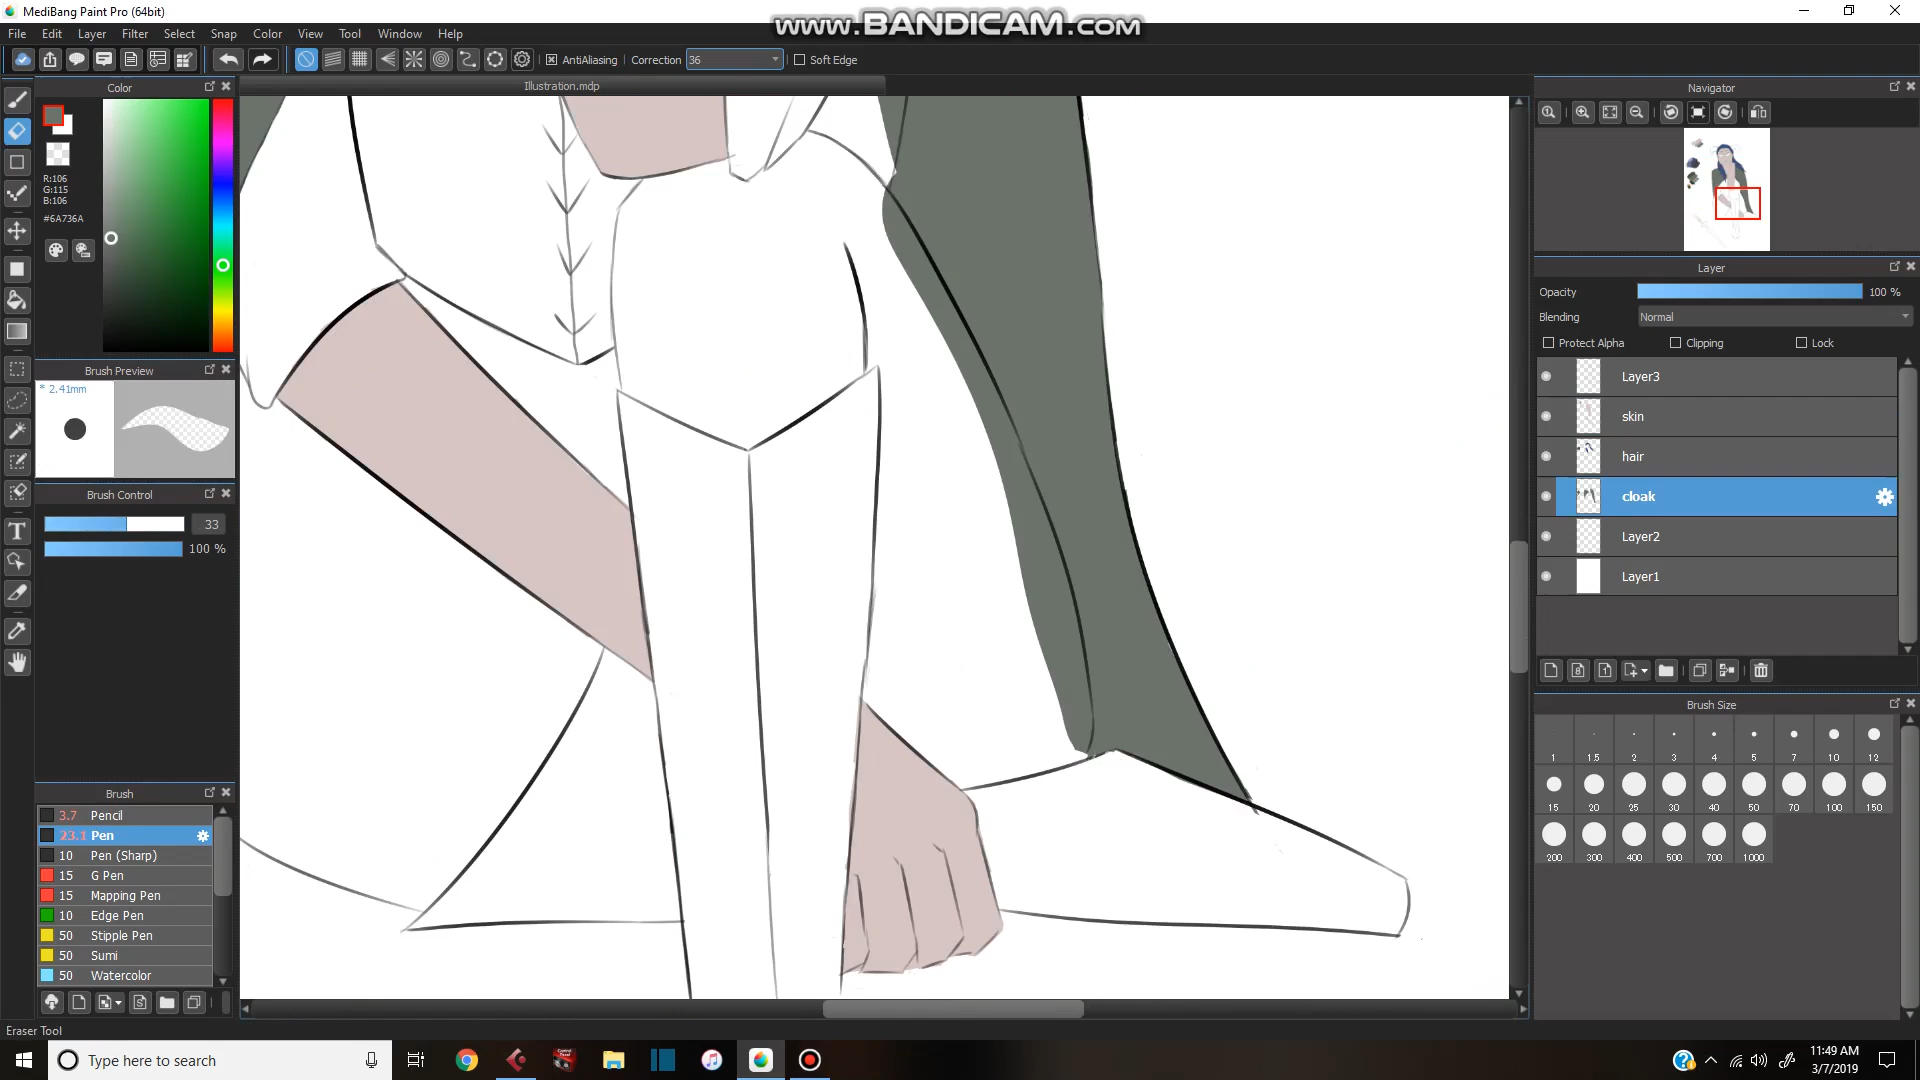 MediBang Paint Pro (64bit)
www.BANDICAM.com
File Edit Layer Filter Select Snap Color View Tool Window Help
AntiAliasing Correction 36 Soft Edge
Color
Illustration.mdp
Navigator
R:106
G:115
B:106
#6A736A
Layer
Opacity 100 %
Blending Normal
Protect Alpha Clipping Lock
Brush Preview
* 2.41mm
Layer3
skin
hair
cloak
Layer2
Layer1
Brush Control
33
100 %
Brush Size
1 1.5 2 3 4 5 7 10 12
15 20 25 30 40 50 70 100 150
200 300 400 500 700 1000
Brush
3.7 Pencil
23.1 Pen
10 Pen (Sharp)
15 G Pen
15 Mapping Pen
10 Edge Pen
50 Stipple Pen
50 Sumi
50 Watercolor
Eraser Tool
Type here to search
11:49 AM
3/7/2019